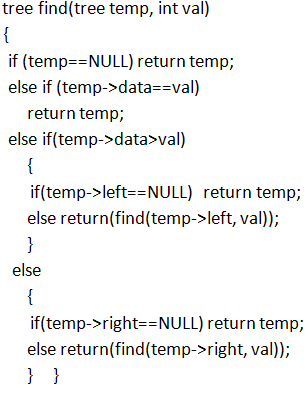 tree find(tree temp, int val)
{
if (temp==NULL) return temp;
else if (temp->data==val)
return temp;
else if(temp->data>val)
{
if(temp->left==NULL) return temp;
else return(find(temp->left, val));
}
else
{
if(temp->right==NULL) return temp;
else return(find(temp->right, val));
} }